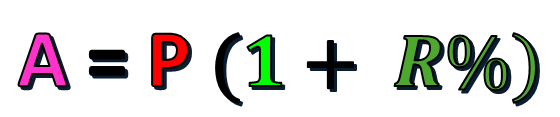 A = P (1 + R%)